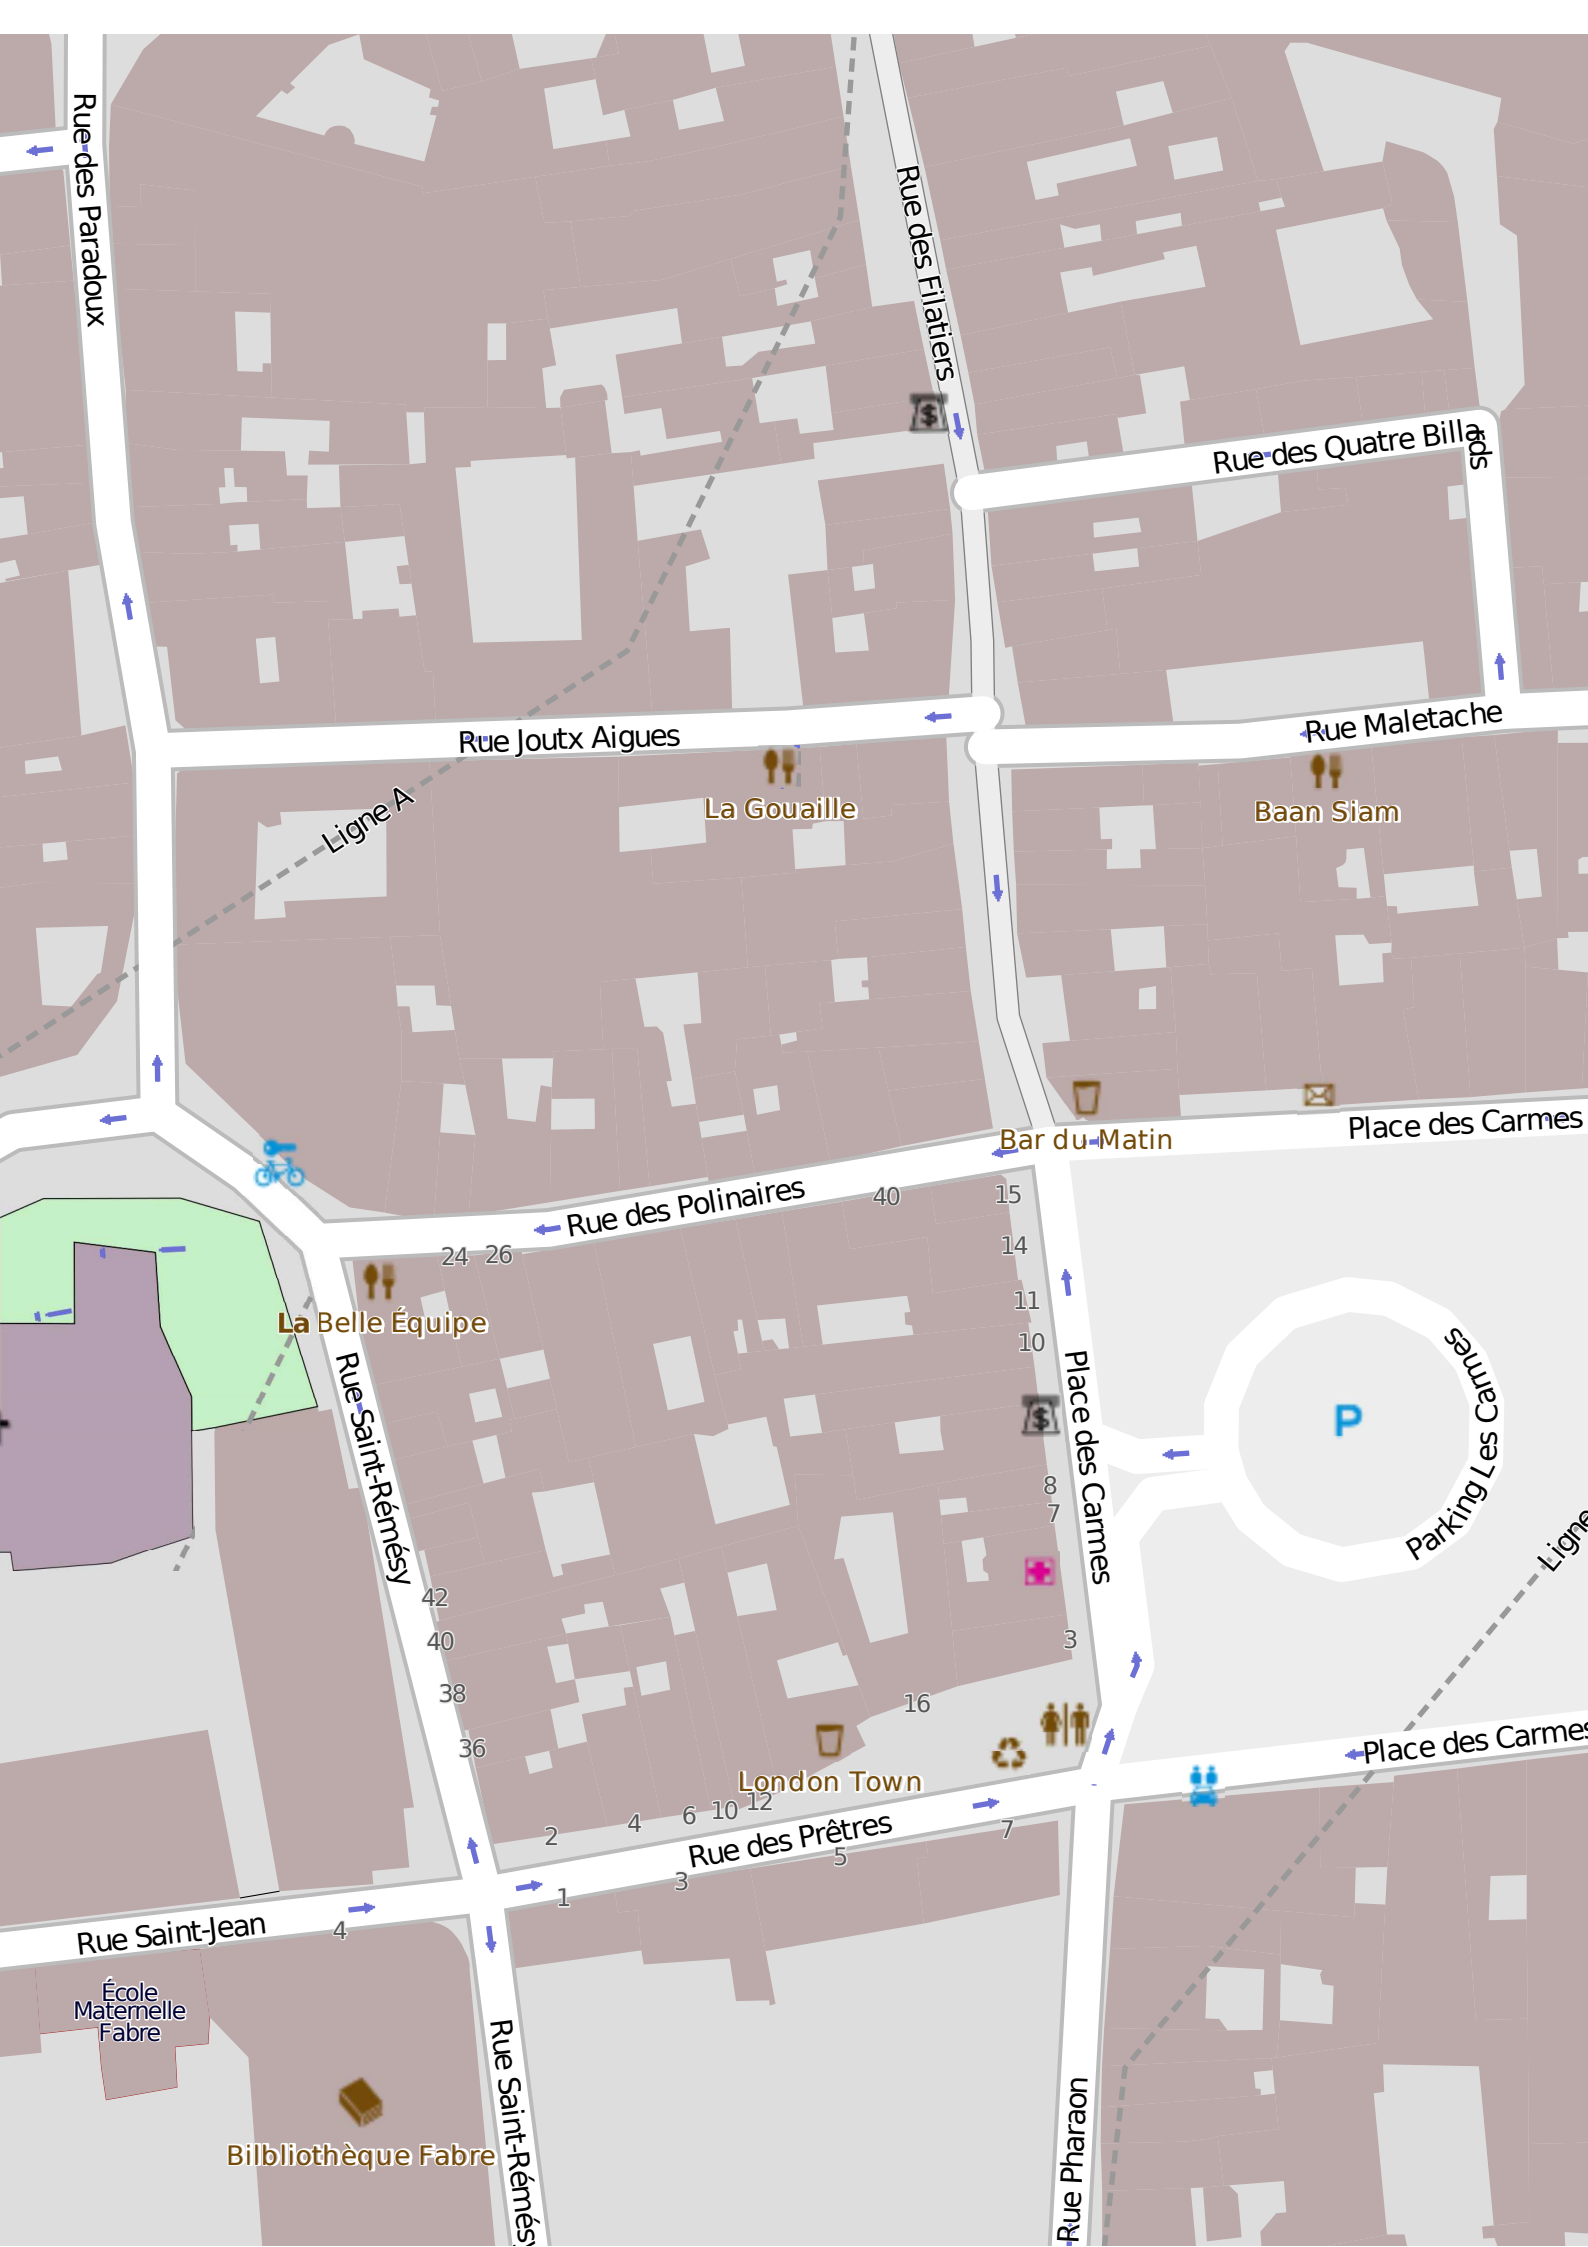 Rue des Paradoux
Rue des Filatiers
Rue des Quatre Billards
Rue Joutx Aigues
Rue Maletache
La Gouaille
Baan Siam
Ligne A
Bar du Matin
Place des Carmes
Rue des Polinaires
40
15
24
26
14
11
10
La Belle Équipe
Rue Saint-Rémésy
Place des Carmes
P
Parking Les Carmes
8
7
Ligne
42
40
3
38
16
36
Place des Carmes
London Town
2
4
6
10
12
Rue des Prêtres
7
5
3
1
Rue Saint-Jean
4
École
Maternelle
Fabre
Rue Saint-Rémésy
Rue Pharaon
Bilbliothèque Fabre